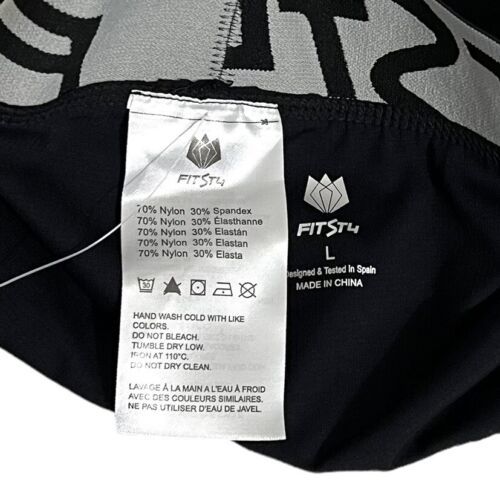 FITST4
70% Nylon 30% Spandex
70% Nylon 30% Élasthanne
70% Nylon 30% Elastán
70% Nylon 30% Elastan
70% Nylon 30% Elasta
30
HAND WASH COLD WITH LIKE
COLORS.
DO NOT BLEACH.
TUMBLE DRY LOW.
IRON AT 110°C.
DO NOT DRY CLEAN.
LAVAGE À LA MAIN A L'EAU À FROID
AVEC DES COULEURS SIMILAIRES.
NE PAS UTILISER D'EAU DE JAVEL.
FITST4
L
Designed & Tested In Spain
MADE IN CHINA